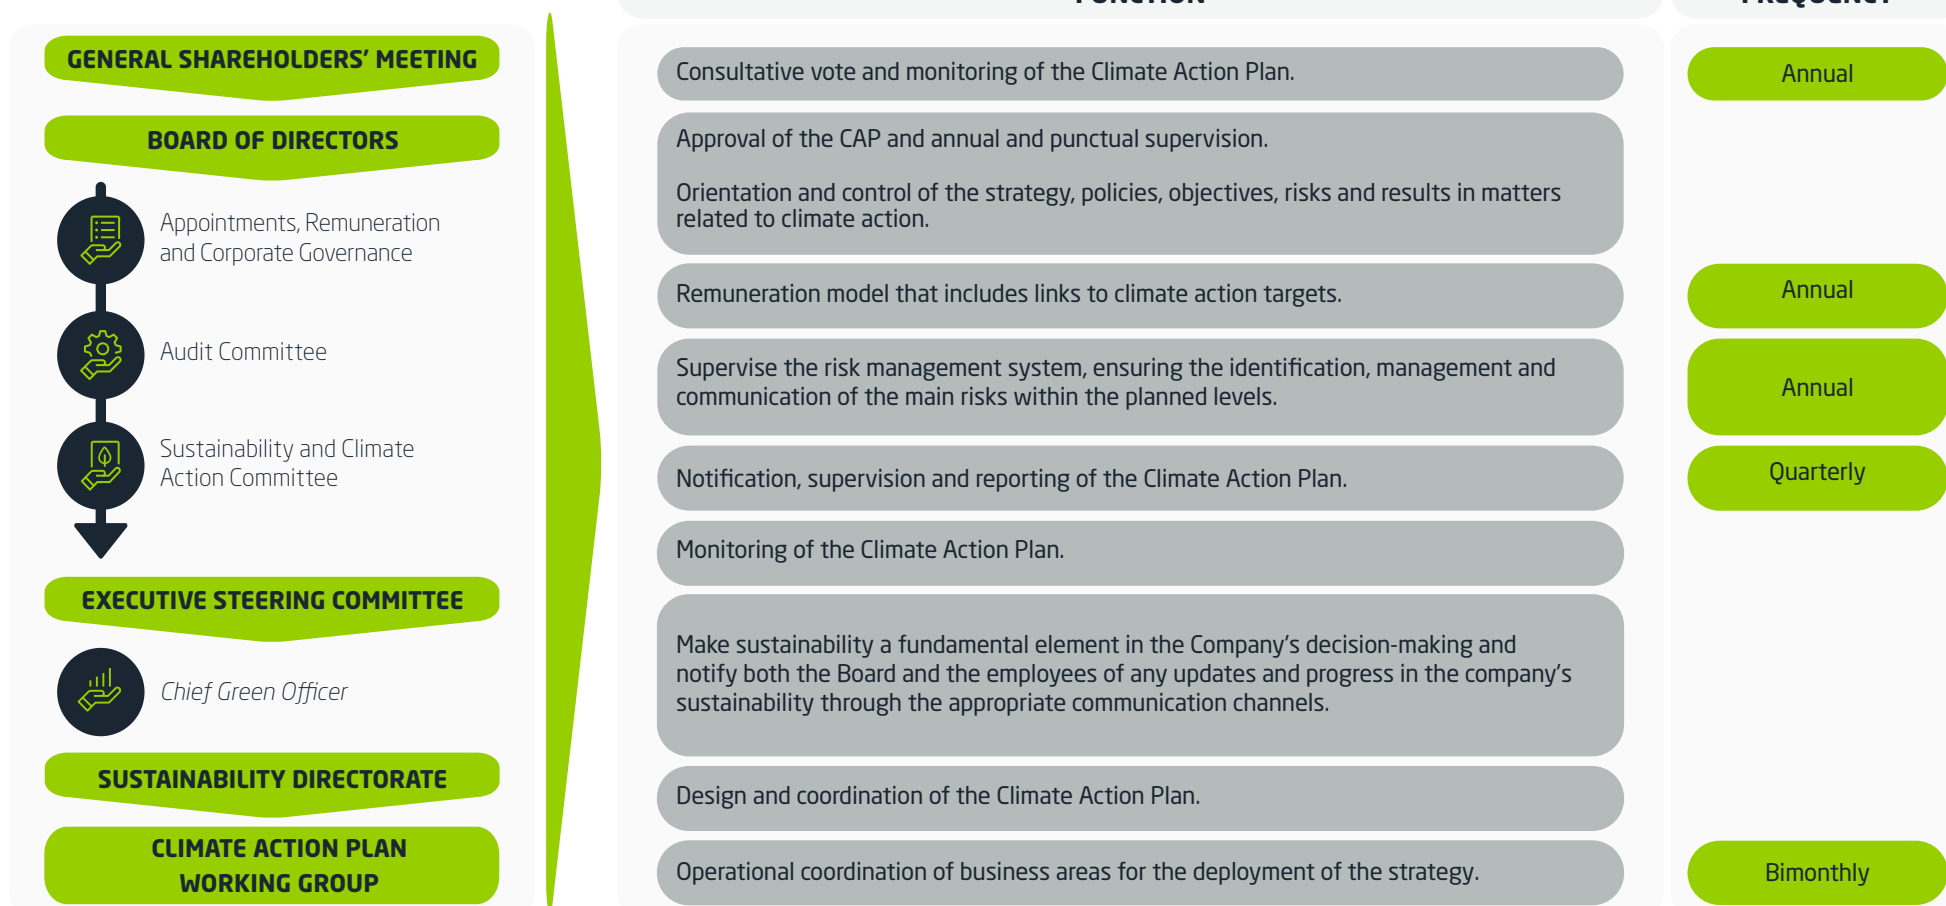 FUNCTION
FREQUENCY
GENERAL SHAREHOLDERS’ MEETING
Consultative vote and monitoring of the Climate Action Plan.
Annual
BOARD OF DIRECTORS
Approval of the CAP and annual and punctual supervision.
Orientation and control of the strategy, policies, objectives, risks and results in matters
related to climate action.
Appointments, Remuneration
and Corporate Governance
Remuneration model that includes links to climate action targets.
Annual
Audit Committee
Supervise the risk management system, ensuring the identification, management and
communication of the main risks within the planned levels.
Annual
Sustainability and Climate
Action Committee
Notification, supervision and reporting of the Climate Action Plan.
Quarterly
EXECUTIVE STEERING COMMITTEE
Monitoring of the Climate Action Plan.
Chief Green Officer
Make sustainability a fundamental element in the Company’s decision-making and
notify both the Board and the employees of any updates and progress in the company’s
sustainability through the appropriate communication channels.
SUSTAINABILITY DIRECTORATE
Design and coordination of the Climate Action Plan.
CLIMATE ACTION PLAN
WORKING GROUP
Operational coordination of business areas for the deployment of the strategy.
Bimonthly